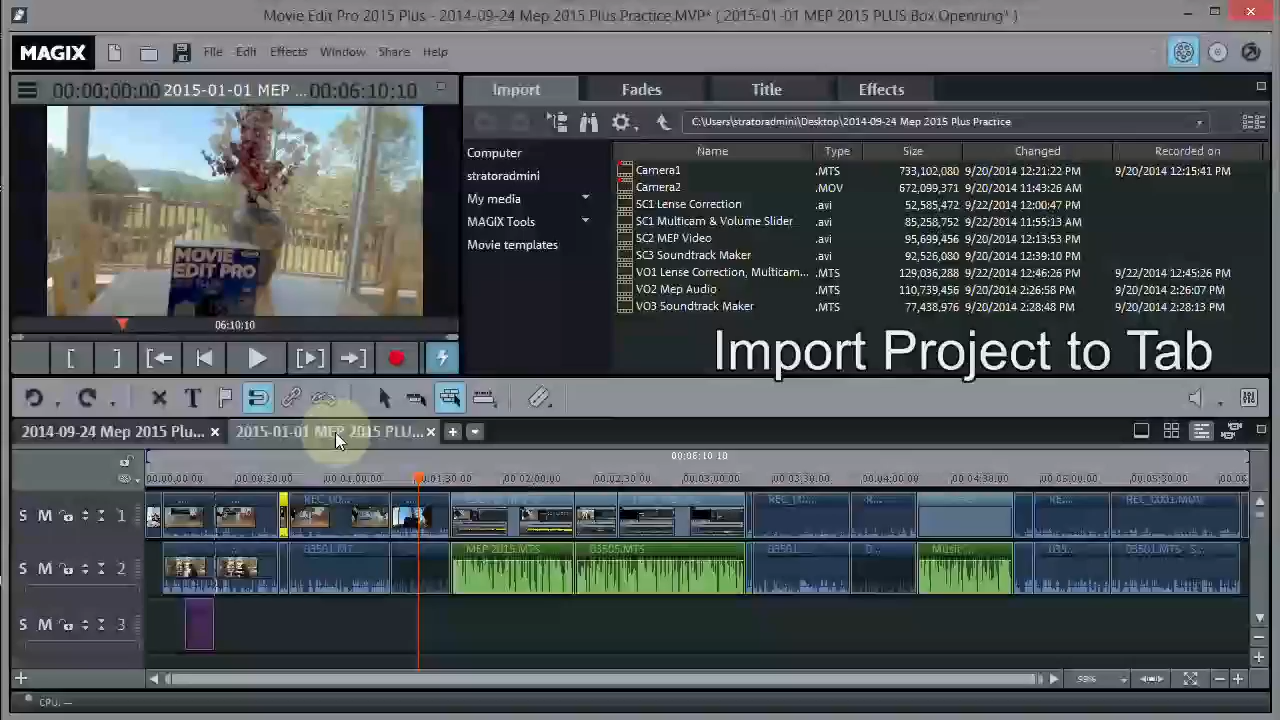 Movie Edit Pro 2015 Plus - 2014-09-24 Mep 2015 Plus Practice.MVP* ( 2015-01-01 MEP 2015 PLUS Box Openning* )
MAGIX File Edit Effects Window Share Help
00:00:00:00 2015-01-01 MEP ... 00:06:10:10
Import Fades Title Effects
C:\Users\stratoradmini\Desktop\2014-09-24 Mep 2015 Plus Practice
Computer
stratoradmini
My media
MAGIX Tools
Movie templates
Name Type Size Changed Recorded on
Camera1 .MTS 733,102,080 9/20/2014 12:21:22 PM 9/20/2014 12:15:41 PM
Camera2 .MOV 672,099,371 9/20/2014 11:43:26 AM
SC1 Lense Correction .avi 52,585,472 9/20/2014 12:00:47 PM
SC1 Multicam & Volume Slider .avi 85,258,752 9/20/2014 11:55:13 AM
SC2 MEP Video .avi 95,699,456 9/20/2014 12:13:53 PM
SC3 Soundtrack Maker .avi 92,526,080 9/20/2014 12:39:10 PM
VO1 Lense Correction, Multicam... .MTS 129,036,288 9/22/2014 12:46:26 PM 9/22/2014 12:45:26 PM
VO2 Mep Audio .MTS 110,739,456 9/20/2014 2:26:58 PM 9/20/2014 2:26:07 PM
VO3 Soundtrack Maker .MTS 77,438,976 9/20/2014 2:28:48 PM 9/20/2014 2:28:13 PM
MOVIE
EDIT PRO
06:10:10
Import Project to Tab
2014-09-24 Mep 2015 Plu... 2015-01-01 MEP 2015 PLU...
00:06:10:10
00:00:00:00 00:00:30:00 00:01:00:00 00:01:30:00 00:02:00:00 00:02:30:00 00:03:00:00 00:03:30:00 00:05:00:00 00:05:30:00
S M 1
S M 2
MEP 2015.MTS 03505.MTS Music...
S M 3
CPU: —